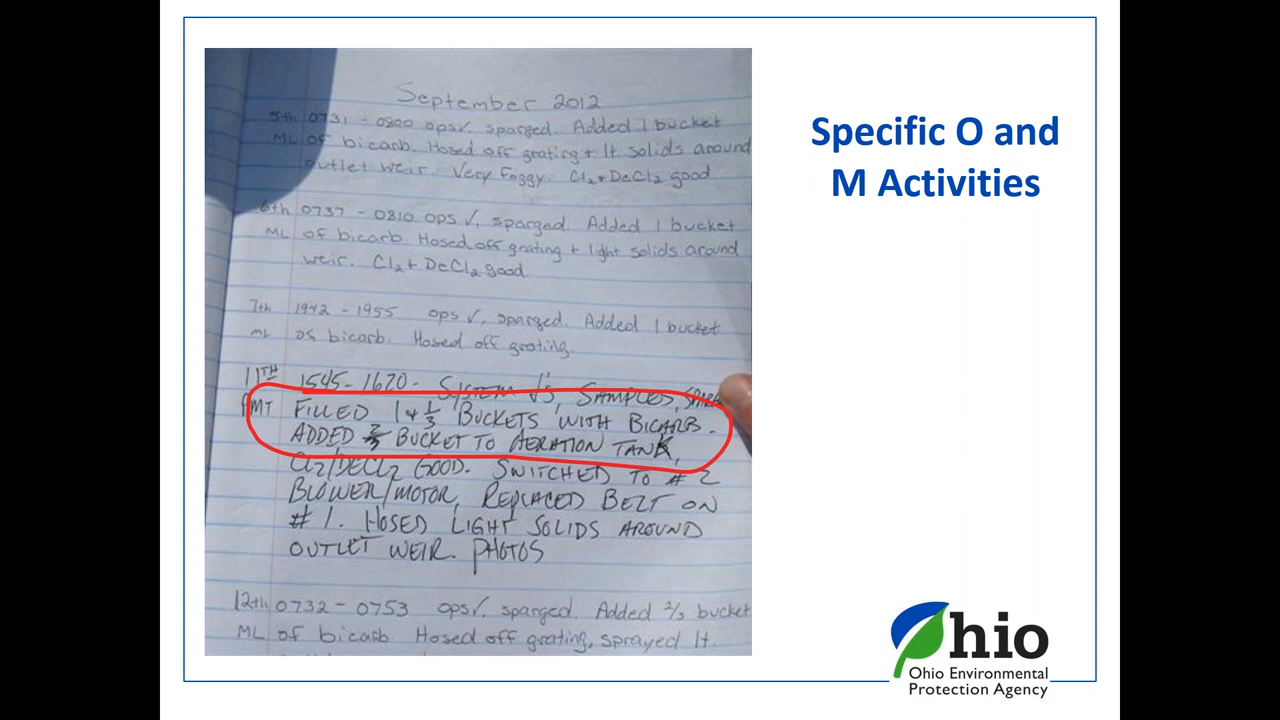 September 2012
5th 0731 - 0800 ops√. sparged. Added 1 bucket
ML of bicarb. Hosed off grating + lt solids around
outlet weir. Very foggy. Cl2+DeCl2 good
6th 0737 - 0810 ops √, sparged. Added 1 bucket
ML of bicarb. Hosed off grating + light solids around
weir. Cl2+DeCl2 good
7th 1942 - 1955 ops √, sparged. Added 1 bucket
ML of bicarb. Hosed off grating.
11TH 1545-1620- SYSTEM √'s, SAMPLES,
PMT FILLED 1 & 1/3 BUCKETS WITH BICARB.
ADDED 2/3 BUCKET TO AERATION TANK,
CL2/DECL2 GOOD. SWITCHED TO #2
BLOWER/MOTOR, REPLACED BELT ON
#1. HOSED LIGHT SOLIDS AROUND
OUTLET WEIR. PHOTOS
12th 0732 - 0753 ops√. sparged. Added 2/3 bucket
ML of bicarb. Hosed off grating, sprayed lt.
Specific O and
M Activities
Ohio
Ohio Environmental
Protection Agency